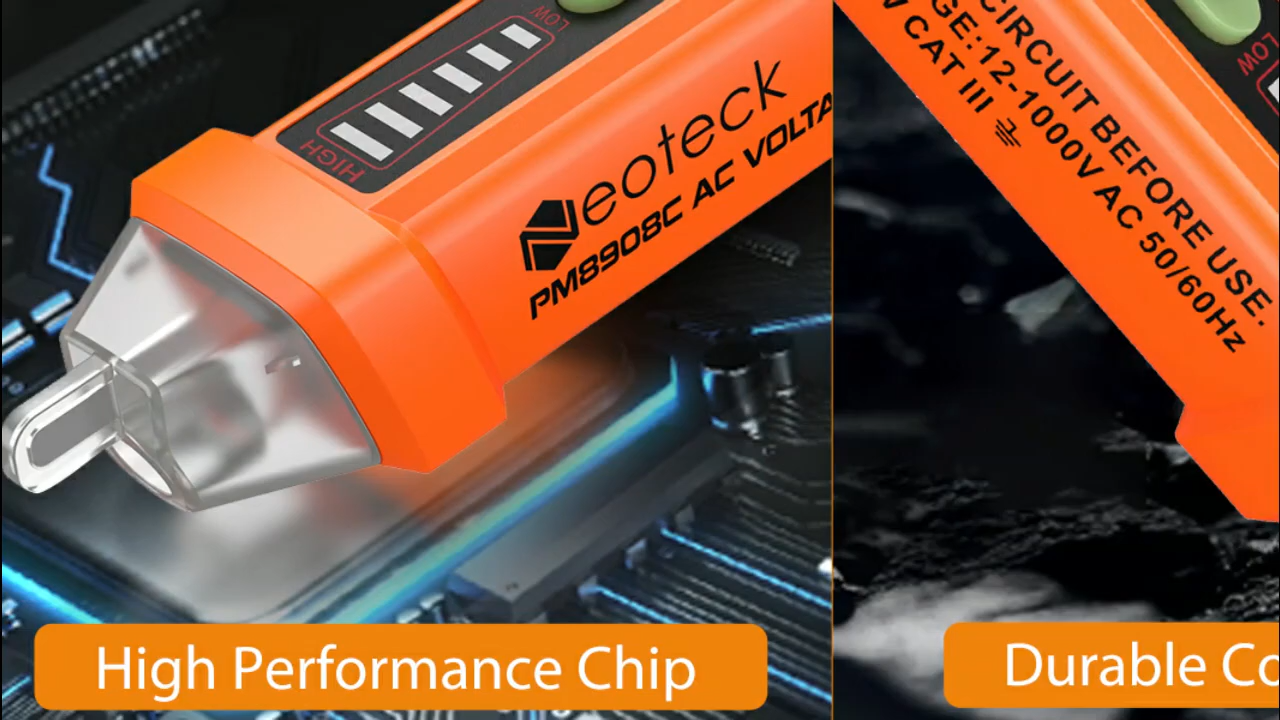 LOW
HIGH
Neoteck
PM8908C AC VOLTA
CIRCUIT BEFORE USE.
GE:12-1000V AC 50/60Hz
V CAT III
LOW
High Performance Chip
Durable Co